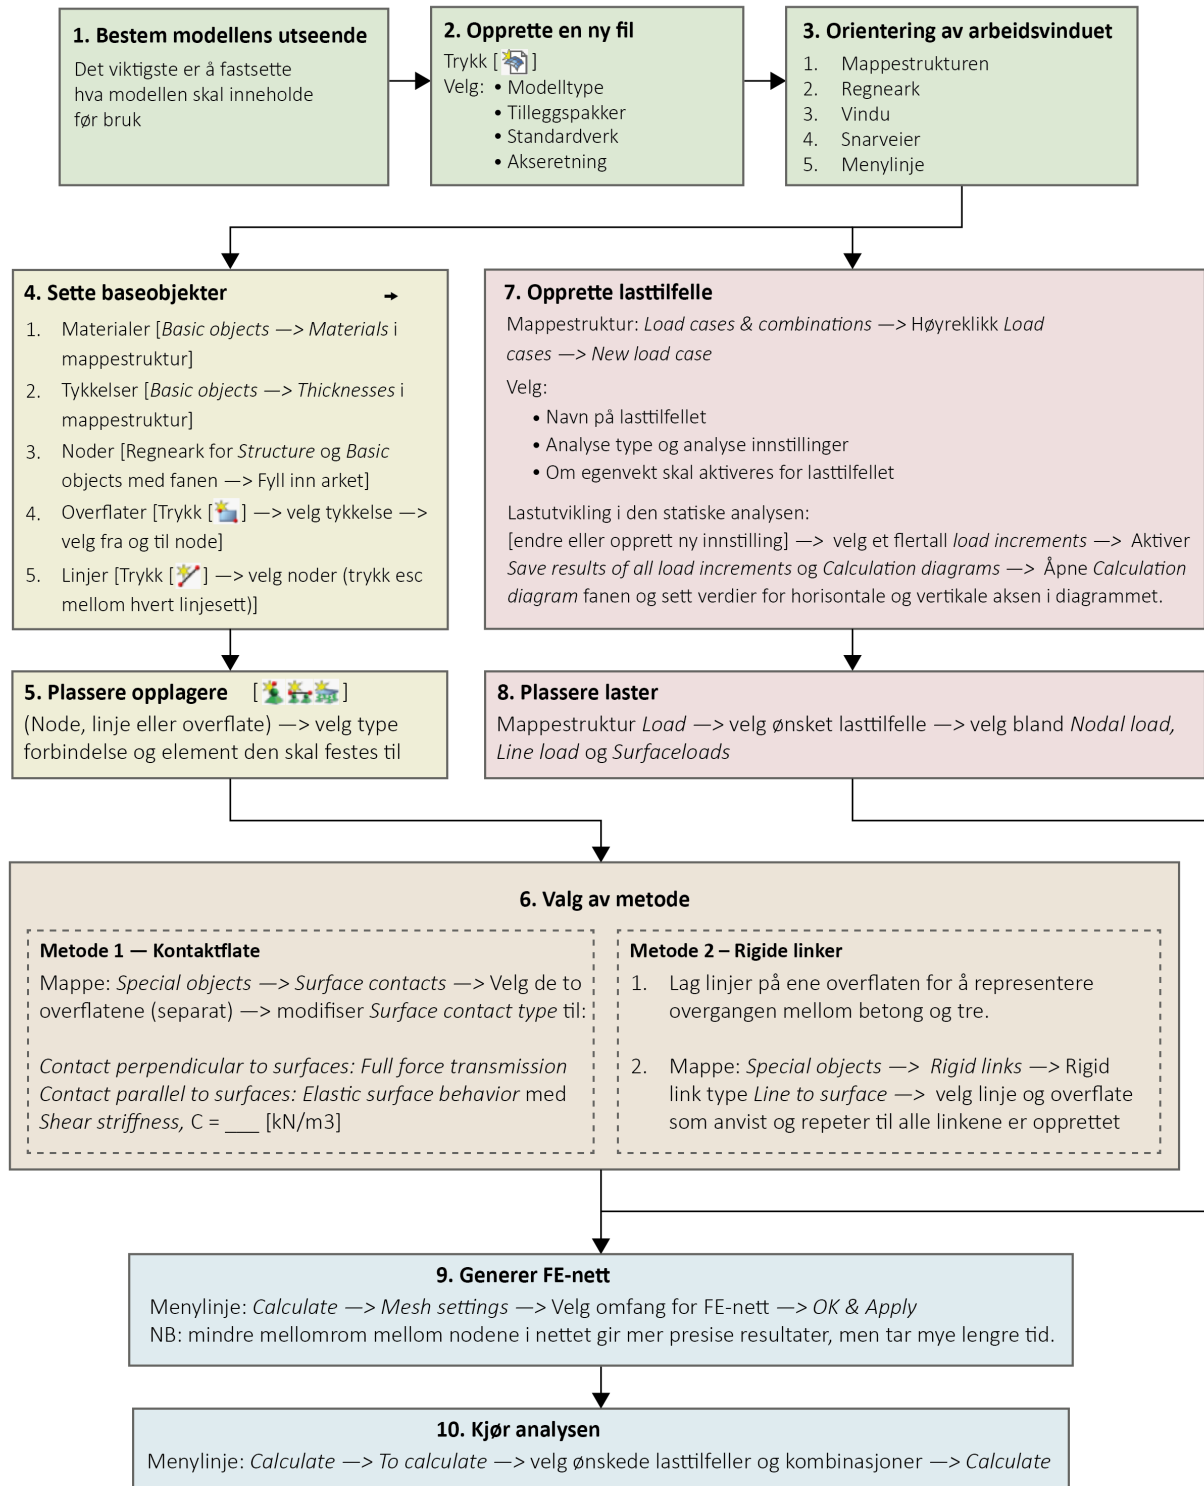 1. Bestem modellens utseende
Det viktigste er å fastsette
hva modellen skal inneholde
før bruk
2. Opprette en ny fil
Trykk [ ]
Velg: • Modelltype
• Tilleggspakker
• Standardverk
• Akseretning
3. Orientering av arbeidsvinduet
1. Mappestrukturen
2. Regneark
3. Vindu
4. Snarveier
5. Menylinje
4. Sette baseobjekter
1. Materialer [Basic objects —> Materials i
mappestruktur]
2. Tykkelser [Basic objects —> Thicknesses i
mappestruktur]
3. Noder [Regneark for Structure og Basic
objects med fanen —> Fyll inn arket]
4. Overflater [Trykk [ ] —> velg tykkelse —>
velg fra og til node]
5. Linjer [Trykk [ ] —> velg noder (trykk esc
mellom hvert linjesett)]
7. Opprette lasttilfelle
Mappestruktur: Load cases & combinations —> Høyreklikk Load
cases —> New load case
Velg:
• Navn på lasttilfellet
• Analyse type og analyse innstillinger
• Om egenvekt skal aktiveres for lasttilfellet
Lastutvikling i den statiske analysen:
[endre eller opprett ny innstilling] —> velg et flertall load increments —> Aktiver
Save results of all load increments og Calculation diagrams —> Åpne Calculation
diagram fanen og sett verdier for horisontale og vertikale aksen i diagrammet.
5. Plassere opplagere [ ]
(Node, linje eller overflate) —> velg type
forbindelse og element den skal festes til
8. Plassere laster
Mappestruktur Load —> velg ønsket lasttilfelle —> velg bland Nodal load,
Line load og Surfaceloads
6. Valg av metode
Metode 1 — Kontaktflate
Mappe: Special objects —> Surface contacts —> Velg de to
overflatene (separat) —> modifiser Surface contact type til:
Contact perpendicular to surfaces: Full force transmission
Contact parallel to surfaces: Elastic surface behavior med
Shear striffness, C = ___ [kN/m3]
Metode 2 – Rigide linker
1. Lag linjer på ene overflaten for å representere
overgangen mellom betong og tre.
2. Mappe: Special objects —> Rigid links —> Rigid
link type Line to surface —> velg linje og overflate
som anvist og repeter til alle linkene er opprettet
9. Generer FE-nett
Menylinje: Calculate —> Mesh settings —> Velg omfang for FE-nett —> OK & Apply
NB: mindre mellomrom mellom nodene i nettet gir mer presise resultater, men tar mye lengre tid.
10. Kjør analysen
Menylinje: Calculate —> To calculate —> velg ønskede lasttilfeller og kombinasjoner —> Calculate